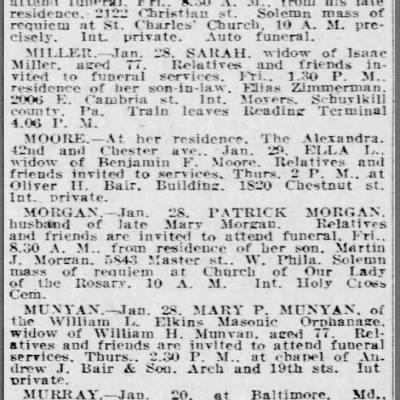 attend funeral, Fri., 8.30 A. M., from his late
residence, 2122 Christian st. Solemn mass of
requiem at St. Charles' Church, 10 A. M. pre-
cisely. Int. private. Auto funeral.
MILLER.—Jan. 28, SARAH, widow of Isaac
Miller, aged 77. Relatives and friends in-
vited to funeral services, Fri., 1.30 P. M.,
residence of her son-in-law, Elias Zimmerman,
2006 E. Cambria st. Int. Moyers, Schuylkill
county, Pa. Train leaves Reading Terminal
4.06 P. M.
MOORE.—At her residence, The Alexandra,
42nd and Chester ave., Jan. 29, ELLA L.,
widow of Benjamin F. Moore. Relatives and
friends invited to services, Thurs. 2 P. M., at
Oliver H. Bair, Building, 1820 Chestnut st.
Int. private.
MORGAN.—Jan. 28, PATRICK MORGAN,
husband of late Mary Morgan. Relatives
and friends are invited to attend funeral, Fri.,
8.30 A. M., from residence of her son, Martin
J. Morgan, 5843 Master st., W. Phila. Solemn
mass of requiem at Church of Our Lady
of the Rosary, 10 A. M. Int. Holy Cross
Cem.
MUNYAN.—Jan. 28, MARY P. MUNYAN, of
the William L. Elkins Masonic Orphanage,
widow of William H. Munyan, aged 77. Rel-
atives and friends are invited to attend funeral
services, Thurs., 2.30 P. M., at chapel of An-
drew J. Bair & Son, Arch and 19th sts. Int
private.
MURRAY.—Jan. 20, at Baltimore, Md.,